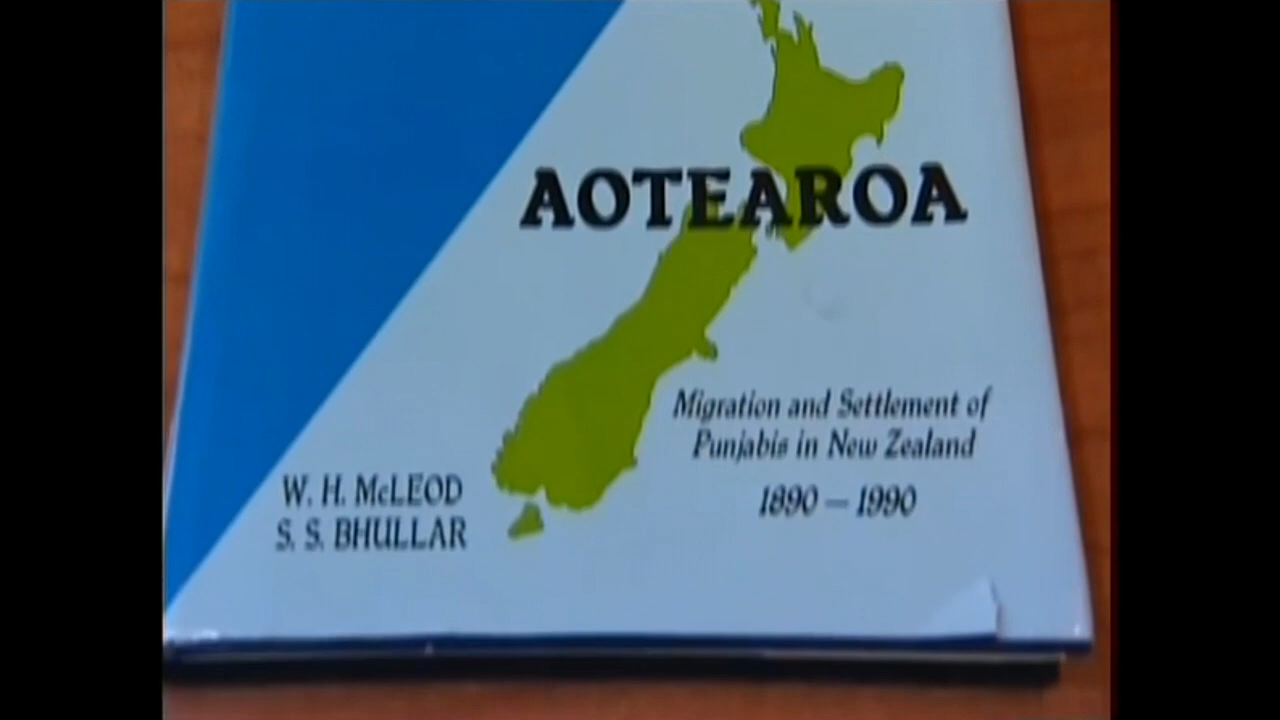 AOTEAROA
Migration and Settlement of
Punjabis in New Zealand
1890 – 1990
W. H. McLEOD
S. S. BHULLAR